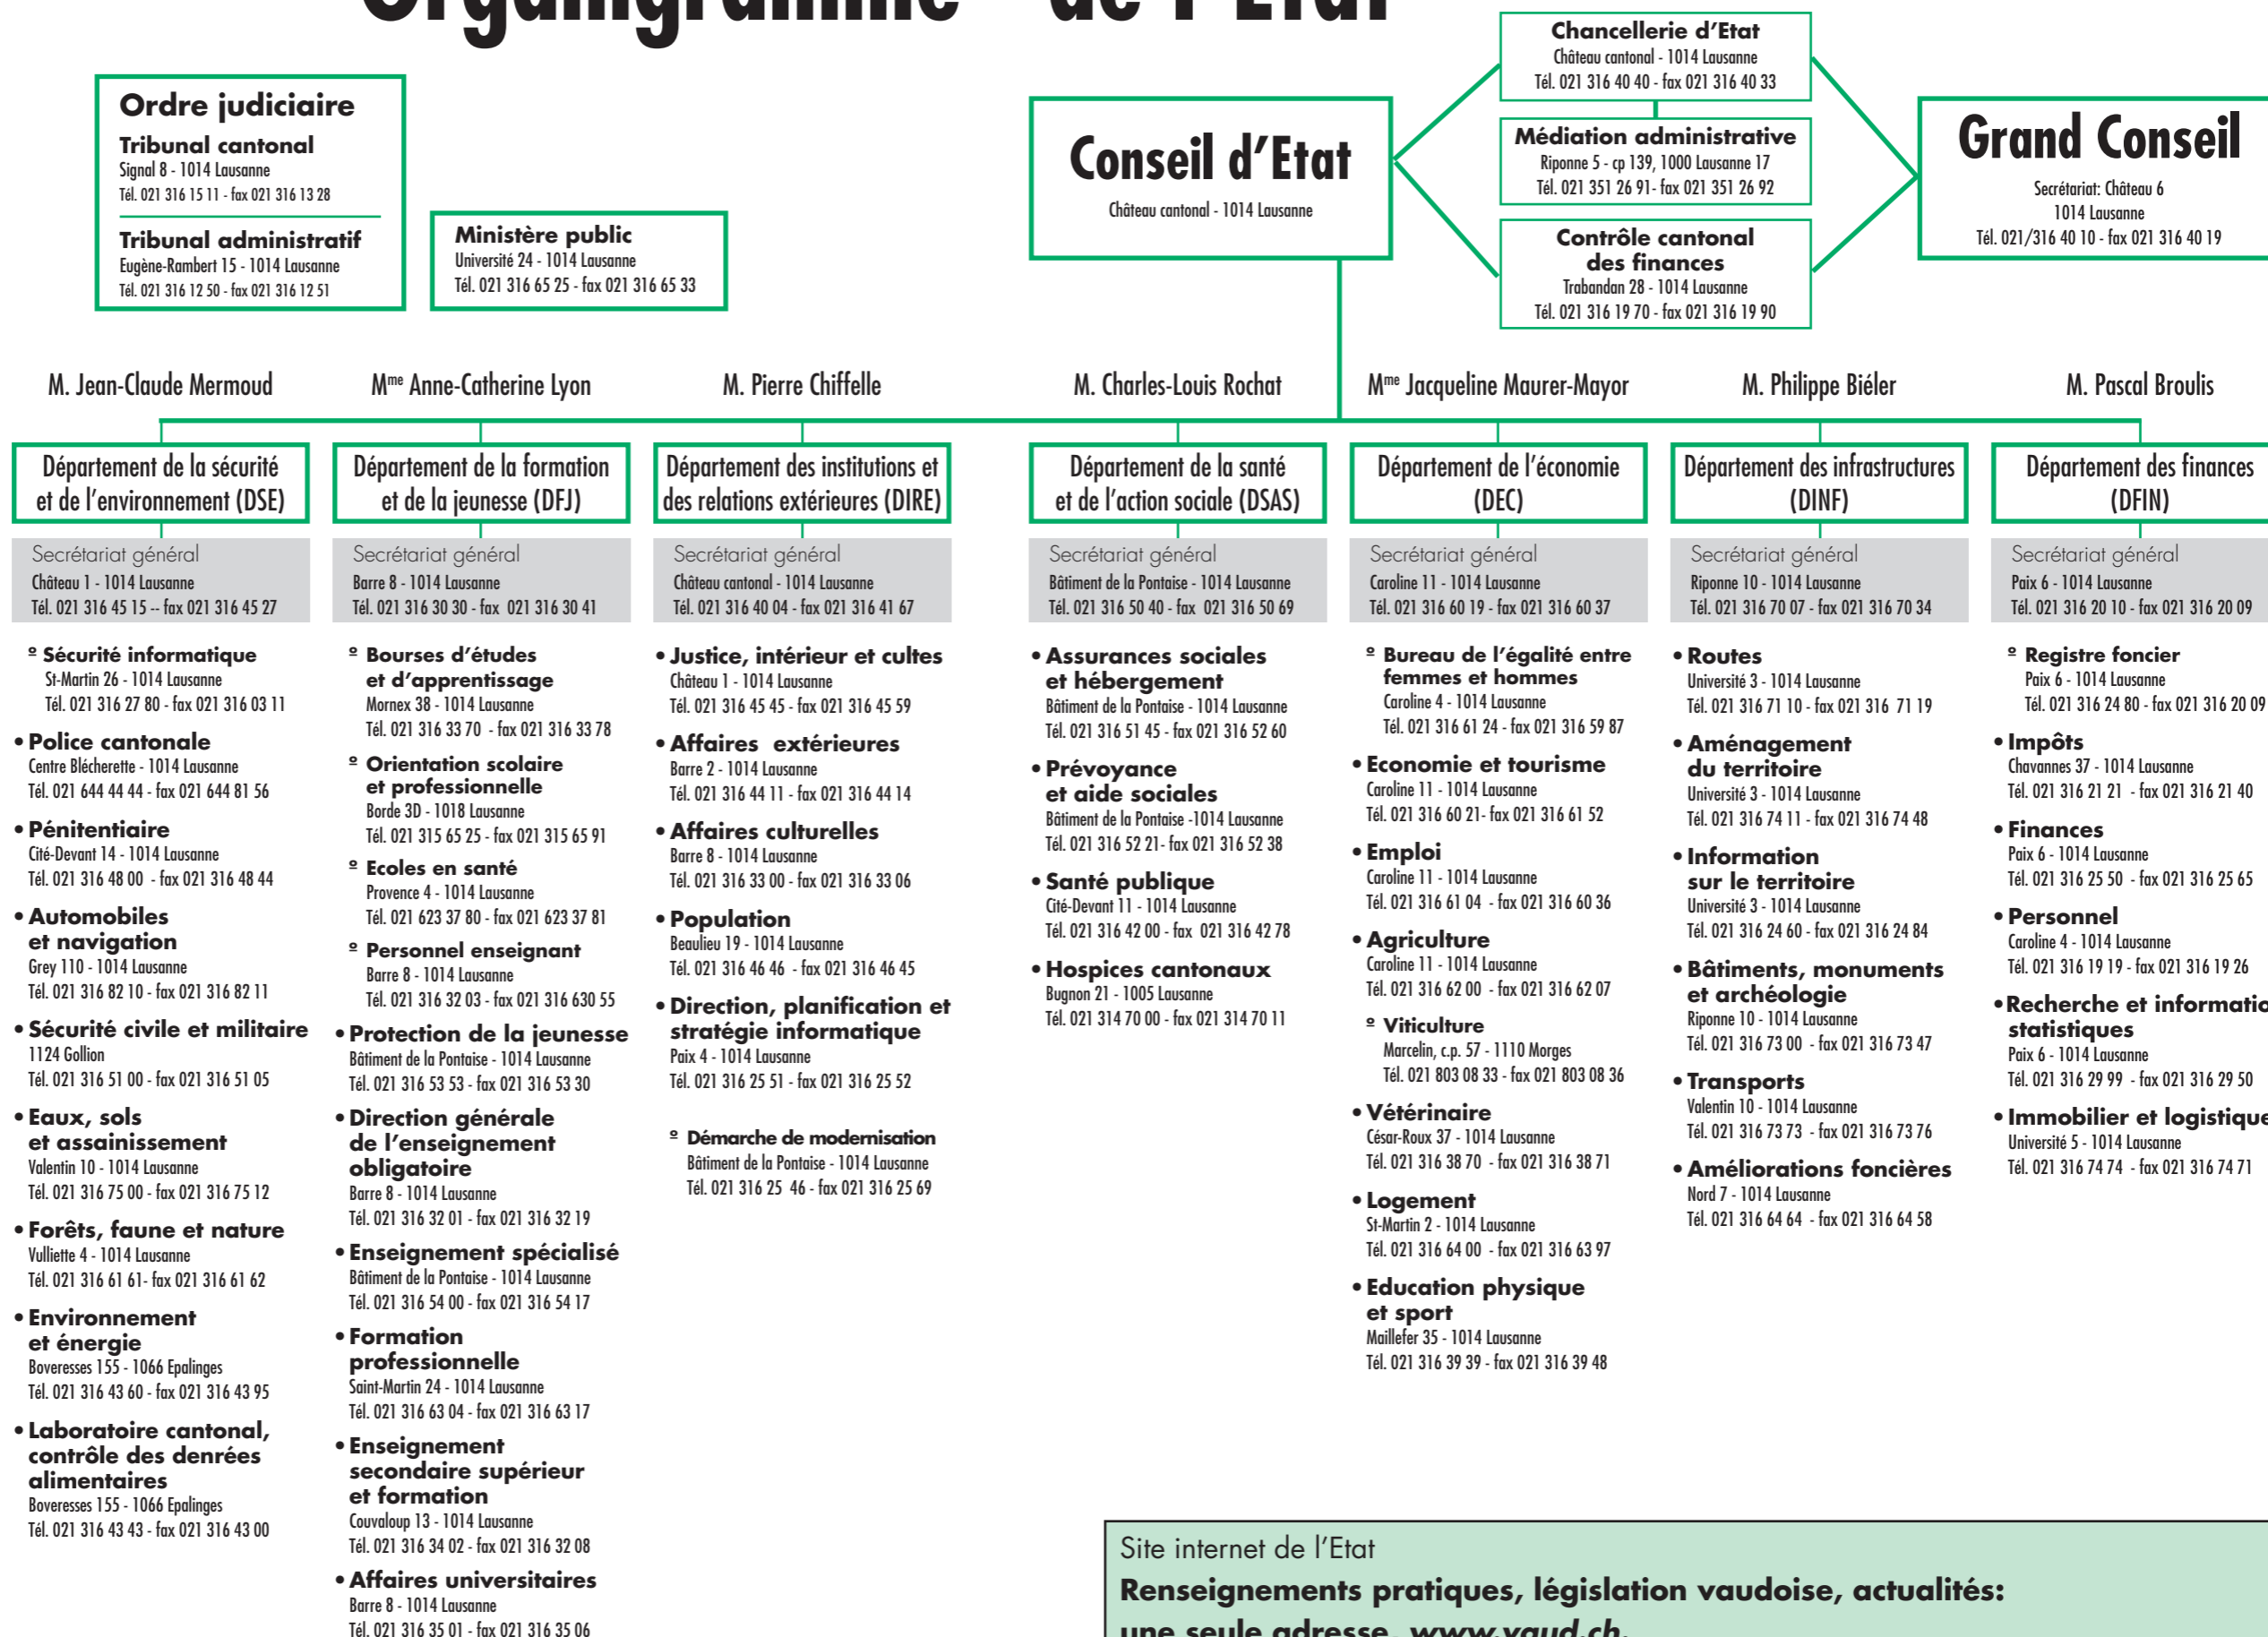 Organigramme de l'Etat
Ordre judiciaire
Tribunal cantonal
Signal 8 - 1014 Lausanne
Tél. 021 316 15 11 - fax 021 316 13 28
Tribunal administratif
Eugène-Rambert 15 - 1014 Lausanne
Tél. 021 316 12 50 - fax 021 316 12 51
Ministère public
Université 24 - 1014 Lausanne
Tél. 021 316 65 25 - fax 021 316 65 33
Conseil d'Etat
Château cantonal - 1014 Lausanne
Chancellerie d'Etat
Château cantonal - 1014 Lausanne
Tél. 021 316 40 40 - fax 021 316 40 33
Médiation administrative
Riponne 5 - cp 139, 1000 Lausanne 17
Tél. 021 351 26 91- fax 021 351 26 92
Contrôle cantonal
des finances
Trabandan 28 - 1014 Lausanne
Tél. 021 316 19 70 - fax 021 316 19 90
Grand Conseil
Secrétariat: Château 6
1014 Lausanne
Tél. 021/316 40 10 - fax 021 316 40 19
M. Jean-Claude Mermoud
Département de la sécurité
et de l'environnement (DSE)
Secrétariat général
Château 1 - 1014 Lausanne
Tél. 021 316 45 15 -- fax 021 316 45 27
º Sécurité informatique
St-Martin 26 - 1014 Lausanne
Tél. 021 316 27 80 - fax 021 316 03 11
• Police cantonale
Centre Blécherette - 1014 Lausanne
Tél. 021 644 44 44 - fax 021 644 81 56
• Pénitentiaire
Cité-Devant 14 - 1014 Lausanne
Tél. 021 316 48 00 - fax 021 316 48 44
• Automobiles
et navigation
Grey 110 - 1014 Lausanne
Tél. 021 316 82 10 - fax 021 316 82 11
• Sécurité civile et militaire
1124 Gollion
Tél. 021 316 51 00 - fax 021 316 51 05
• Eaux, sols
et assainissement
Valentin 10 - 1014 Lausanne
Tél. 021 316 75 00 - fax 021 316 75 12
• Forêts, faune et nature
Vulliette 4 - 1014 Lausanne
Tél. 021 316 61 61- fax 021 316 61 62
• Environnement
et énergie
Boveresses 155 - 1066 Epalinges
Tél. 021 316 43 60 - fax 021 316 43 95
• Laboratoire cantonal,
contrôle des denrées
alimentaires
Boveresses 155 - 1066 Epalinges
Tél. 021 316 43 43 - fax 021 316 43 00
Mme Anne-Catherine Lyon
Département de la formation
et de la jeunesse (DFJ)
Secrétariat général
Barre 8 - 1014 Lausanne
Tél. 021 316 30 30 - fax 021 316 30 41
º Bourses d'études
et d'apprentissage
Mornex 38 - 1014 Lausanne
Tél. 021 316 33 70 - fax 021 316 33 78
º Orientation scolaire
et professionnelle
Borde 3D - 1018 Lausanne
Tél. 021 315 65 25 - fax 021 315 65 91
º Ecoles en santé
Provence 4 - 1014 Lausanne
Tél. 021 623 37 80 - fax 021 623 37 81
º Personnel enseignant
Barre 8 - 1014 Lausanne
Tél. 021 316 32 03 - fax 021 316 630 55
• Protection de la jeunesse
Bâtiment de la Pontaise - 1014 Lausanne
Tél. 021 316 53 53 - fax 021 316 53 30
• Direction générale
de l'enseignement
obligatoire
Barre 8 - 1014 Lausanne
Tél. 021 316 32 01 - fax 021 316 32 19
• Enseignement spécialisé
Bâtiment de la Pontaise - 1014 Lausanne
Tél. 021 316 54 00 - fax 021 316 54 17
• Formation
professionnelle
Saint-Martin 24 - 1014 Lausanne
Tél. 021 316 63 04 - fax 021 316 63 17
• Enseignement
secondaire supérieur
et formation
Couvaloup 13 - 1014 Lausanne
Tél. 021 316 34 02 - fax 021 316 32 08
• Affaires universitaires
Barre 8 - 1014 Lausanne
Tél. 021 316 35 01 - fax 021 316 35 06
M. Pierre Chiffelle
Département des institutions et
des relations extérieures (DIRE)
Secrétariat général
Château cantonal - 1014 Lausanne
Tél. 021 316 40 04 - fax 021 316 41 67
• Justice, intérieur et cultes
Château 1 - 1014 Lausanne
Tél. 021 316 45 45 - fax 021 316 45 59
• Affaires extérieures
Barre 2 - 1014 Lausanne
Tél. 021 316 44 11 - fax 021 316 44 14
• Affaires culturelles
Barre 8 - 1014 Lausanne
Tél. 021 316 33 00 - fax 021 316 33 06
• Population
Beaulieu 19 - 1014 Lausanne
Tél. 021 316 46 46 - fax 021 316 46 45
• Direction, planification et
stratégie informatique
Paix 4 - 1014 Lausanne
Tél. 021 316 25 51 - fax 021 316 25 52
º Démarche de modernisation
Bâtiment de la Pontaise - 1014 Lausanne
Tél. 021 316 25 46 - fax 021 316 25 69
M. Charles-Louis Rochat
Département de la santé
et de l'action sociale (DSAS)
Secrétariat général
Bâtiment de la Pontaise - 1014 Lausanne
Tél. 021 316 50 40 - fax 021 316 50 69
• Assurances sociales
et hébergement
Bâtiment de la Pontaise - 1014 Lausanne
Tél. 021 316 51 45 - fax 021 316 52 60
• Prévoyance
et aide sociales
Bâtiment de la Pontaise -1014 Lausanne
Tél. 021 316 52 21- fax 021 316 52 38
• Santé publique
Cité-Devant 11 - 1014 Lausanne
Tél. 021 316 42 00 - fax 021 316 42 78
• Hospices cantonaux
Bugnon 21 - 1005 Lausanne
Tél. 021 314 70 00 - fax 021 314 70 11
Mme Jacqueline Maurer-Mayor
Département de l'économie
(DEC)
Secrétariat général
Caroline 11 - 1014 Lausanne
Tél. 021 316 60 19 - fax 021 316 60 37
º Bureau de l'égalité entre
femmes et hommes
Caroline 4 - 1014 Lausanne
Tél. 021 316 61 24 - fax 021 316 59 87
• Economie et tourisme
Caroline 11 - 1014 Lausanne
Tél. 021 316 60 21- fax 021 316 61 52
• Emploi
Caroline 11 - 1014 Lausanne
Tél. 021 316 61 04 - fax 021 316 60 36
• Agriculture
Caroline 11 - 1014 Lausanne
Tél. 021 316 62 00 - fax 021 316 62 07
º Viticulture
Marcelin, c.p. 57 - 1110 Morges
Tél. 021 803 08 33 - fax 021 803 08 36
• Vétérinaire
César-Roux 37 - 1014 Lausanne
Tél. 021 316 38 70 - fax 021 316 38 71
• Logement
St-Martin 2 - 1014 Lausanne
Tél. 021 316 64 00 - fax 021 316 63 97
• Education physique
et sport
Maillefer 35 - 1014 Lausanne
Tél. 021 316 39 39 - fax 021 316 39 48
M. Philippe Biéler
Département des infrastructures
(DINF)
Secrétariat général
Riponne 10 - 1014 Lausanne
Tél. 021 316 70 07 - fax 021 316 70 34
• Routes
Université 3 - 1014 Lausanne
Tél. 021 316 71 10 - fax 021 316 71 19
• Aménagement
du territoire
Université 3 - 1014 Lausanne
Tél. 021 316 74 11 - fax 021 316 74 48
• Information
sur le territoire
Université 3 - 1014 Lausanne
Tél. 021 316 24 60 - fax 021 316 24 84
• Bâtiments, monuments
et archéologie
Riponne 10 - 1014 Lausanne
Tél. 021 316 73 00 - fax 021 316 73 47
• Transports
Valentin 10 - 1014 Lausanne
Tél. 021 316 73 73 - fax 021 316 73 76
• Améliorations foncières
Nord 7 - 1014 Lausanne
Tél. 021 316 64 64 - fax 021 316 64 58
M. Pascal Broulis
Département des finances
(DFIN)
Secrétariat général
Paix 6 - 1014 Lausanne
Tél. 021 316 20 10 - fax 021 316 20 09
º Registre foncier
Paix 6 - 1014 Lausanne
Tél. 021 316 24 80 - fax 021 316 20 09
• Impôts
Chavannes 37 - 1014 Lausanne
Tél. 021 316 21 21 - fax 021 316 21 40
• Finances
Paix 6 - 1014 Lausanne
Tél. 021 316 25 50 - fax 021 316 25 65
• Personnel
Caroline 4 - 1014 Lausanne
Tél. 021 316 19 19 - fax 021 316 19 26
• Recherche et informatio
statistiques
Paix 6 - 1014 Lausanne
Tél. 021 316 29 99 - fax 021 316 29 50
• Immobilier et logistique
Université 5 - 1014 Lausanne
Tél. 021 316 74 74 - fax 021 316 74 71
Site internet de l'Etat
Renseignements pratiques, législation vaudoise, actualités:
une seule adresse, www.vaud.ch.